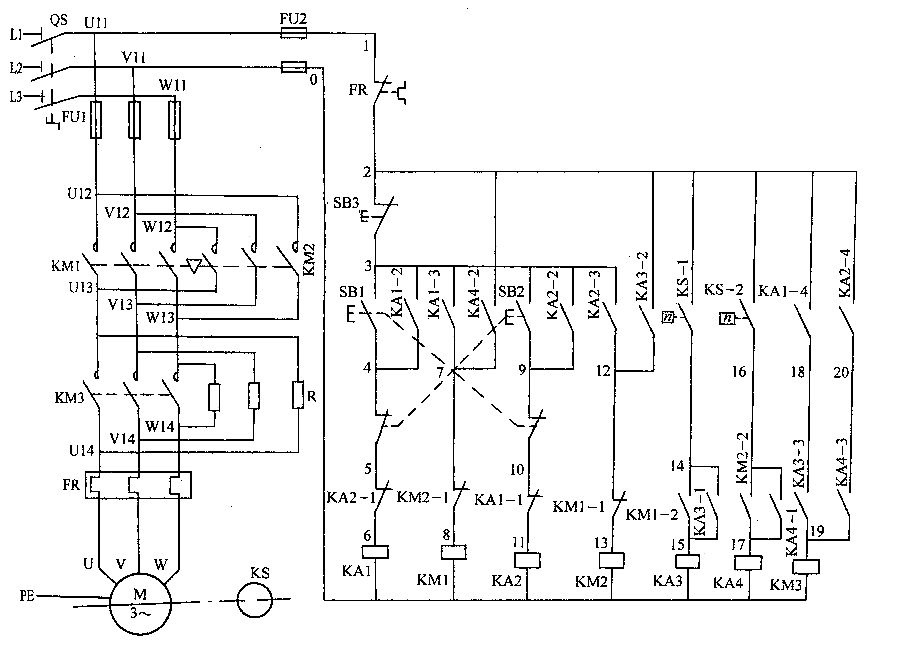 L1 QS U11 FU2 1
L2 V11 0
L3 W11 FU1
FR
2
U12
V12
W12
SB3
KM1 KM2
U13
V13
W13
3
SB1 KA1-2 KA1-3 KA4-2 SB2 KA2-2 KA2-3 KA3-2 KS-1 KS-2 KA1-4 KA2-4
n n
4 7 9 12 16 18 20
KM3 R
W14
V14
U14
5 10 14 KM2-2 KA3-3 KA4-3
FR
KA2-1 KM2-1 KA1-1 KM1-1 KM1-2 KA3-1 KA4-1
6 8 11 13 15 17 19
KA1 KM1 KA2 KM2 KA3 KA4 KM3
U V W
KS
PE M
3~